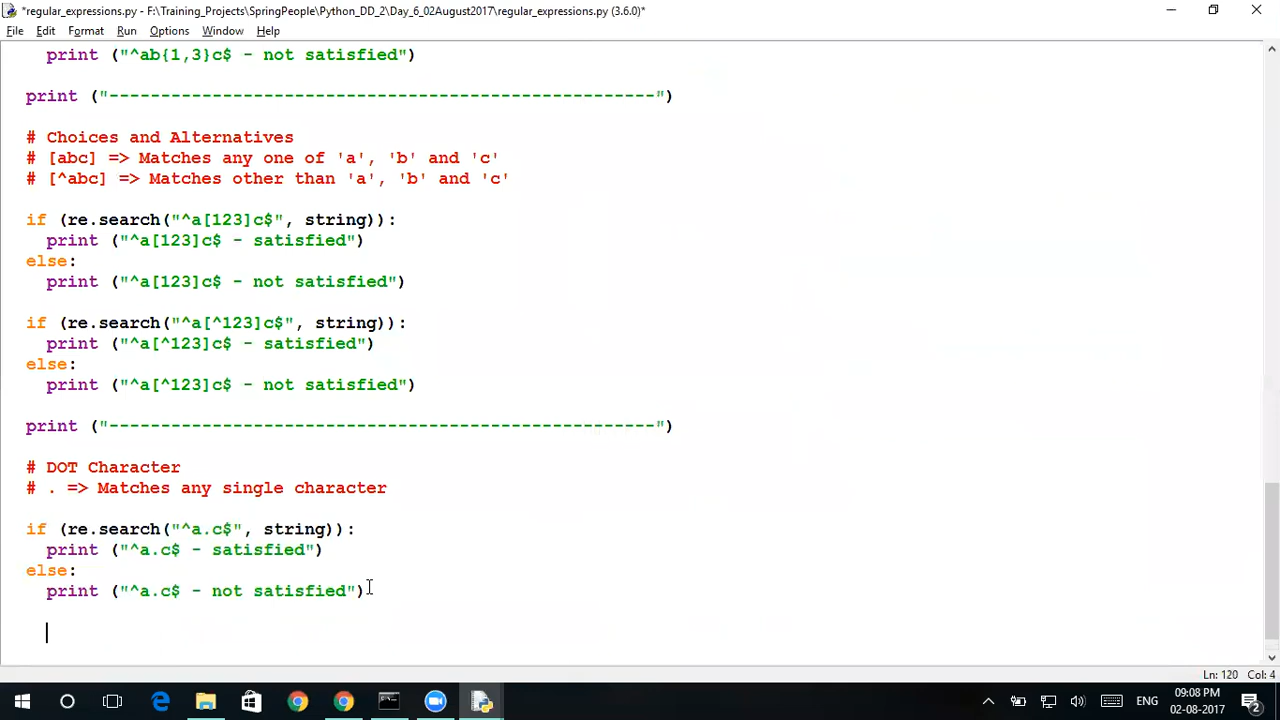 *regular_expressions.py - F:\Training_Projects\SpringPeople\Python_DD_2\Day_6_02August2017\regular_expressions.py (3.6.0)*
File Edit Format Run Options Window Help
print ("^ab{1,3}c$ - not satisfied")
print ("-----------------------------------------------------")
# Choices and Alternatives
# [abc] => Matches any one of 'a', 'b' and 'c'
# [^abc] => Matches other than 'a', 'b' and 'c'
if (re.search("^a[123]c$", string)):
print ("^a[123]c$ - satisfied")
else:
print ("^a[123]c$ - not satisfied")
if (re.search("^a[^123]c$", string)):
print ("^a[^123]c$ - satisfied")
else:
print ("^a[^123]c$ - not satisfied")
print ("-----------------------------------------------------")
# DOT Character
# . => Matches any single character
if (re.search("^a.c$", string)):
print ("^a.c$ - satisfied")
else:
print ("^a.c$ - not satisfied")
Ln: 120 Col: 4
ENG
09:08 PM
02-08-2017
2